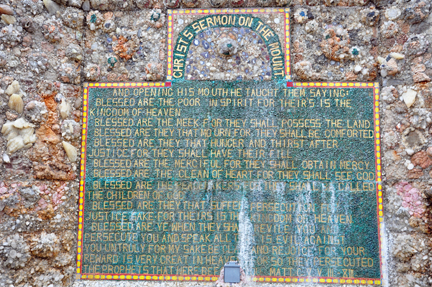 CHRIST'S SERMON ON THE MOUNT
AND OPENING HIS MOUTH HE TAUGHT THEM SAYING
BLESSED ARE THE POOR IN SPIRIT FOR THEIRS IS THE
KINGDOM OF HEAVEN
BLESSED ARE THE MEEK FOR THEY SHALL POSSESS THE LAND
BLESSED ARE THEY THAT MOURN FOR THEY SHALL BE COMFORTED
BLESSED ARE THEY THAT HUNGER AND THIRST AFTER
JUSTICE FOR THEY SHALL HAVE THEIR FILL
BLESSED ARE THE MERCIFUL FOR THEY SHALL OBTAIN MERCY
BLESSED ARE THE CLEAN OF HEART FOR THEY SHALL SEE GOD
BLESSED ARE THE PEACEMAKERS FOR THEY SHALL BE CALLED
THE CHILDREN OF
BLESSED ARE THEY THAT SUFFER PERSECUTION FOR
JUSTICE SAKE FOR THEIRS IS THE KINGDOM OF HEAVEN
BLESSED ARE YE WHEN THEY SHALL REVILE YOU AND
PERSECUTE YOU AND SPEAK ALL THAT IS EVIL AGAINST
YOU UNTRULY FOR MY SAKE BE GLAD AND REJOICE FOR YOUR
REWARD IS VERY GREAT IN HEAVEN FOR SO THEY PERSECUTED
THE PROPHETS THAT WERE MATT V